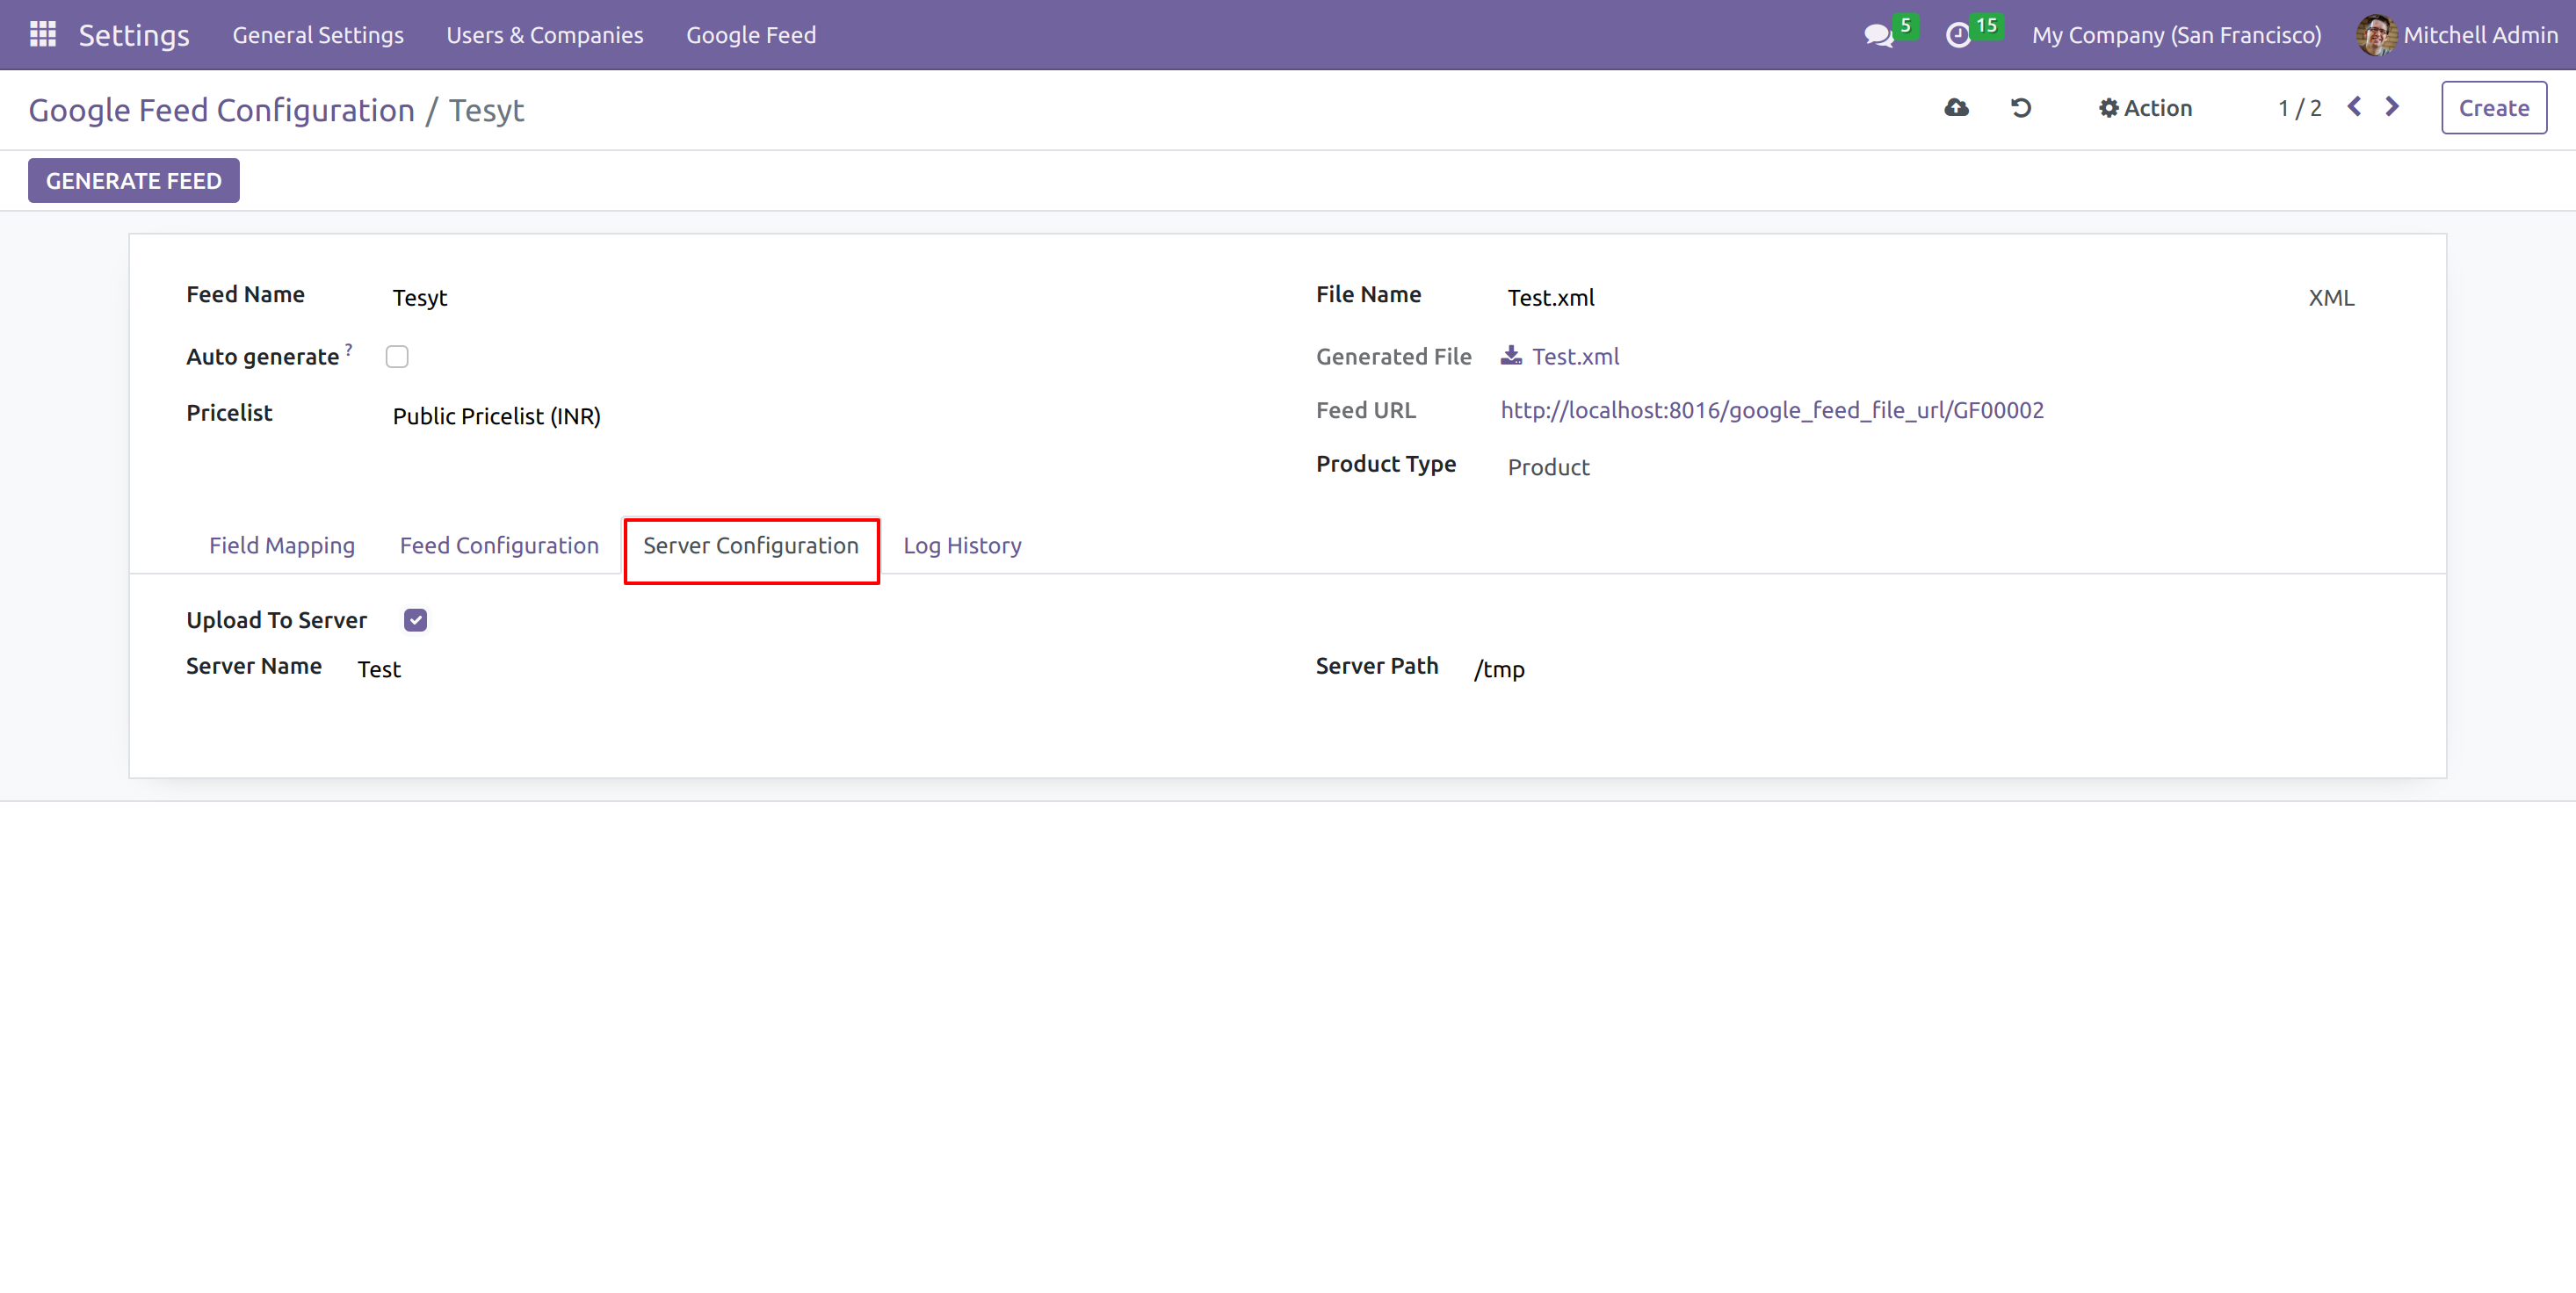 Settings General Settings Users & Companies Google Feed 5 15 My Company (San Francisco) Mitchell Admin
Google Feed Configuration / Tesyt Action 1 / 2 Create
GENERATE FEED
Feed Name Tesyt File Name Test.xml XML
Auto generate ? Generated File Test.xml
Pricelist Public Pricelist (INR) Feed URL http://localhost:8016/google_feed_file_url/GF00002
Product Type Product
Field Mapping Feed Configuration Server Configuration Log History
Upload To Server
Server Name Test Server Path /tmp